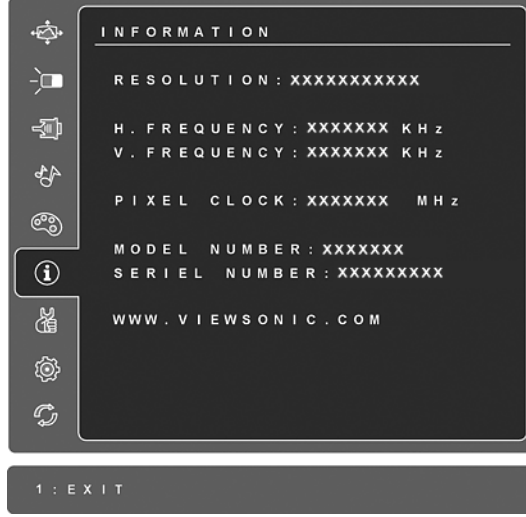 INFORMATION
RESOLUTION: XXXXXXXXXXX
H. FREQUENCY: XXXXXXX KHz
V. FREQUENCY: XXXXXXX KHz
PIXEL CLOCK: XXXXXXX MHz
MODEL NUMBER: XXXXXXX
SERIEL NUMBER: XXXXXXXXX
WWW.VIEWSONIC.COM
1: EXIT